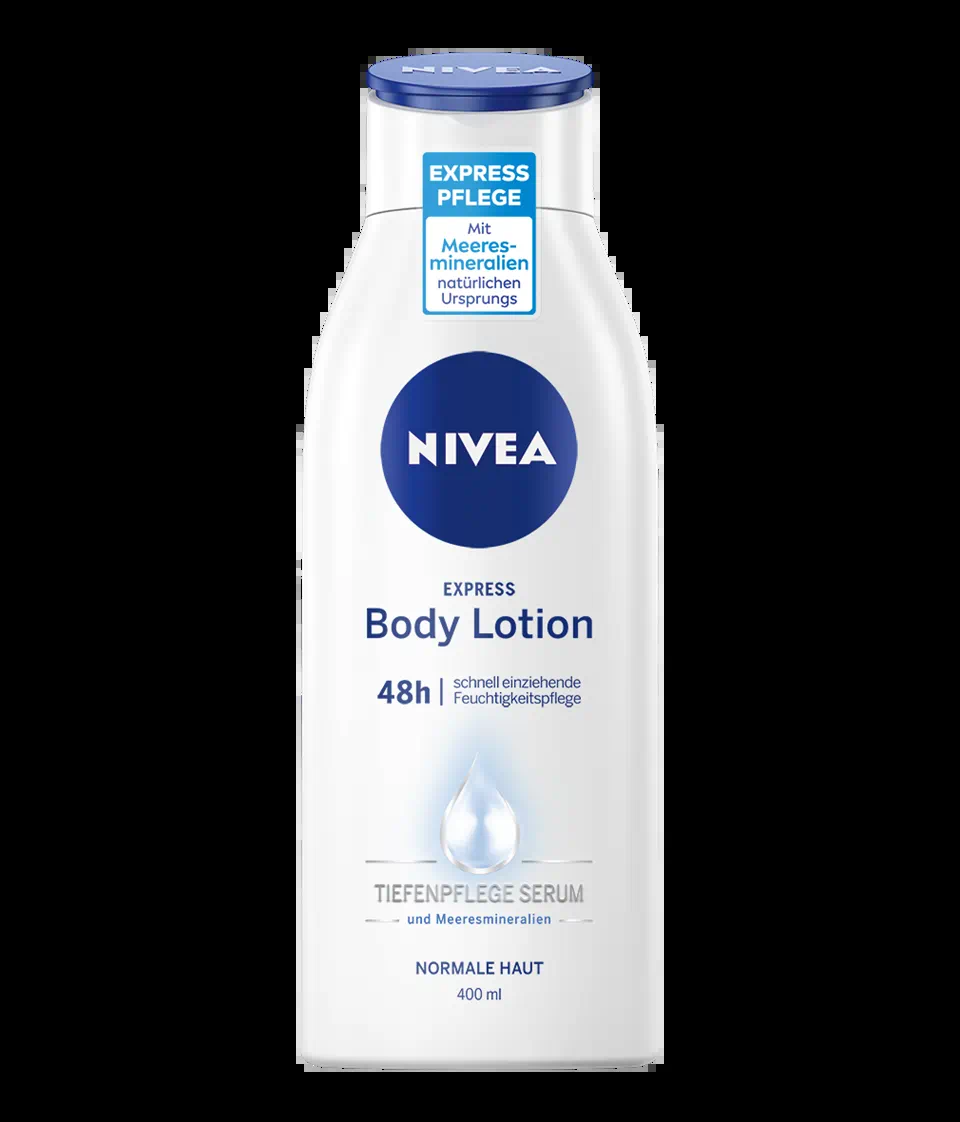 NIVEA
EXPRESS
PFLEGE
Mit
Meeres-
mineralien
natürlichen
Ursprungs
NIVEA
EXPRESS
Body Lotion
48h | schnell einziehende
Feuchtigkeitspflege
TIEFENPFLEGE SERUM
und Meeresmineralien
NORMALE HAUT
400 ml